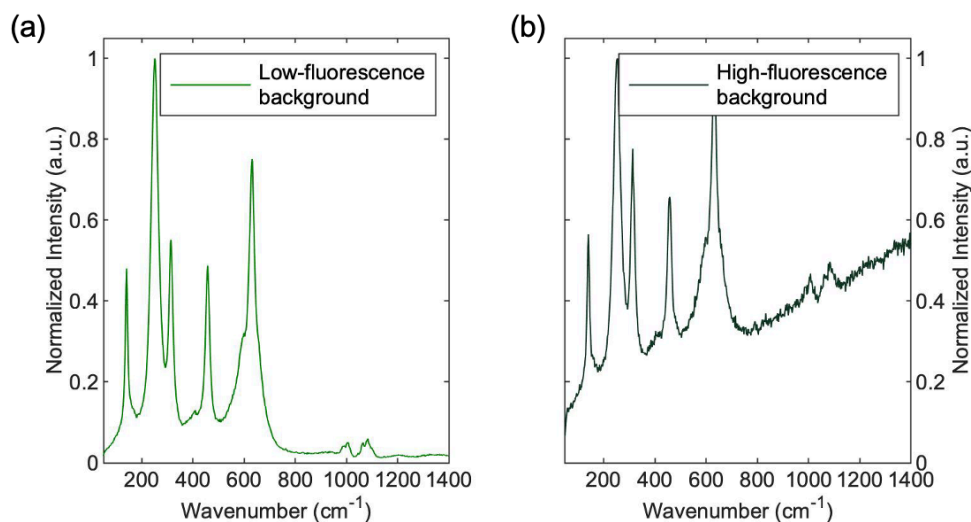 (a)
Low-fluorescence
background
Normalized Intensity (a.u.)
1
0.8
0.6
0.4
0.2
0
200 400 600 800 1000 1200 1400
Wavenumber (cm-1)
(b)
High-fluorescence
background
1
0.8
0.6
0.4
0.2
0
Normalized Intensity (a.u.)
200 400 600 800 1000 1200 1400
Wavenumber (cm-1)